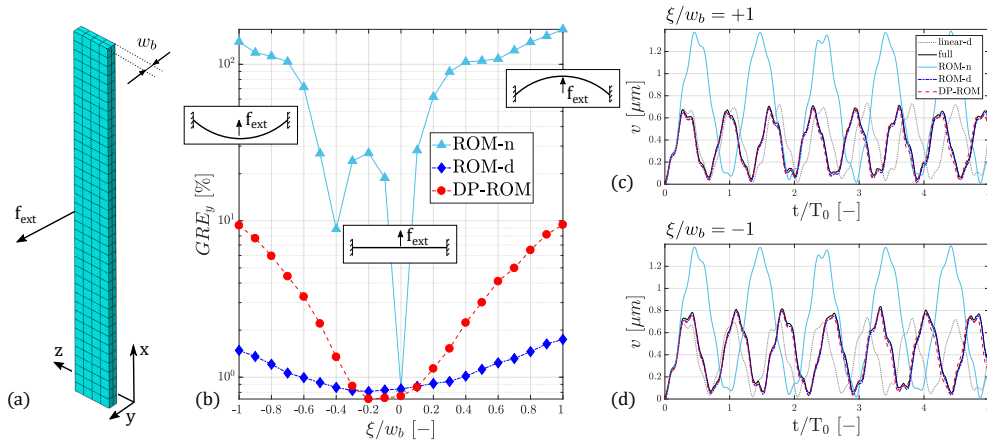 w_b
f_ext
z
x
y
(a)
GRE_y [%]
10^2
10^1
10^0
f_ext
f_ext
f_ext
ROM-n
ROM-d
DP-ROM
-1 -0.8 -0.6 -0.4 -0.2 0 0.2 0.4 0.6 0.8 1
(b)
ξ/w_b [−]
ξ/w_b = +1
v [μm]
1.2
1
0.8
0.6
0.4
0.2
0
linear-d
full
ROM-n
ROM-d
DP-ROM
(c)
0 1 2 3 4 5
t/T_0 [−]
ξ/w_b = −1
v [μm]
1.2
1
0.8
0.6
0.4
0.2
0
(d)
0 1 2 3 4 5
t/T_0 [−]